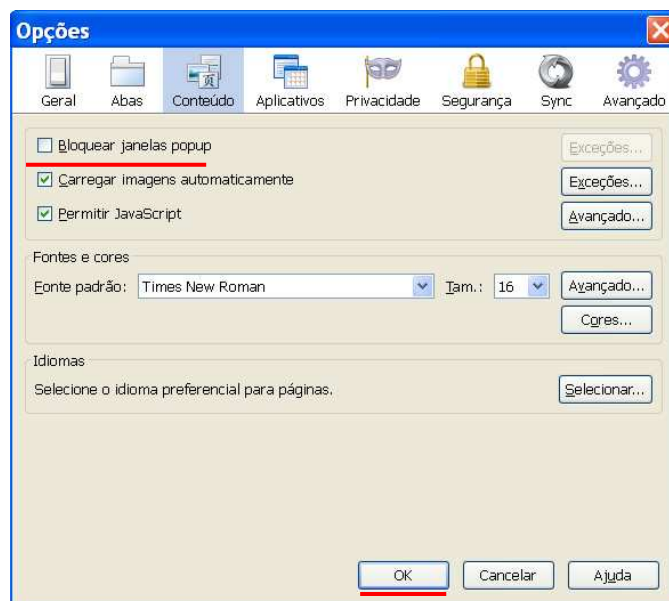 Opções
Geral Abas Conteúdo Aplicativos Privacidade Segurança Sync Avançado
Bloquear janelas popup Exceções...
Carregar imagens automaticamente Exceções...
Permitir JavaScript Avançado...
Fontes e cores
Fonte padrão: Times New Roman Tam.: 16 Avançado...
Cores...
Idiomas
Selecione o idioma preferencial para páginas. Selecionar...
OK Cancelar Ajuda